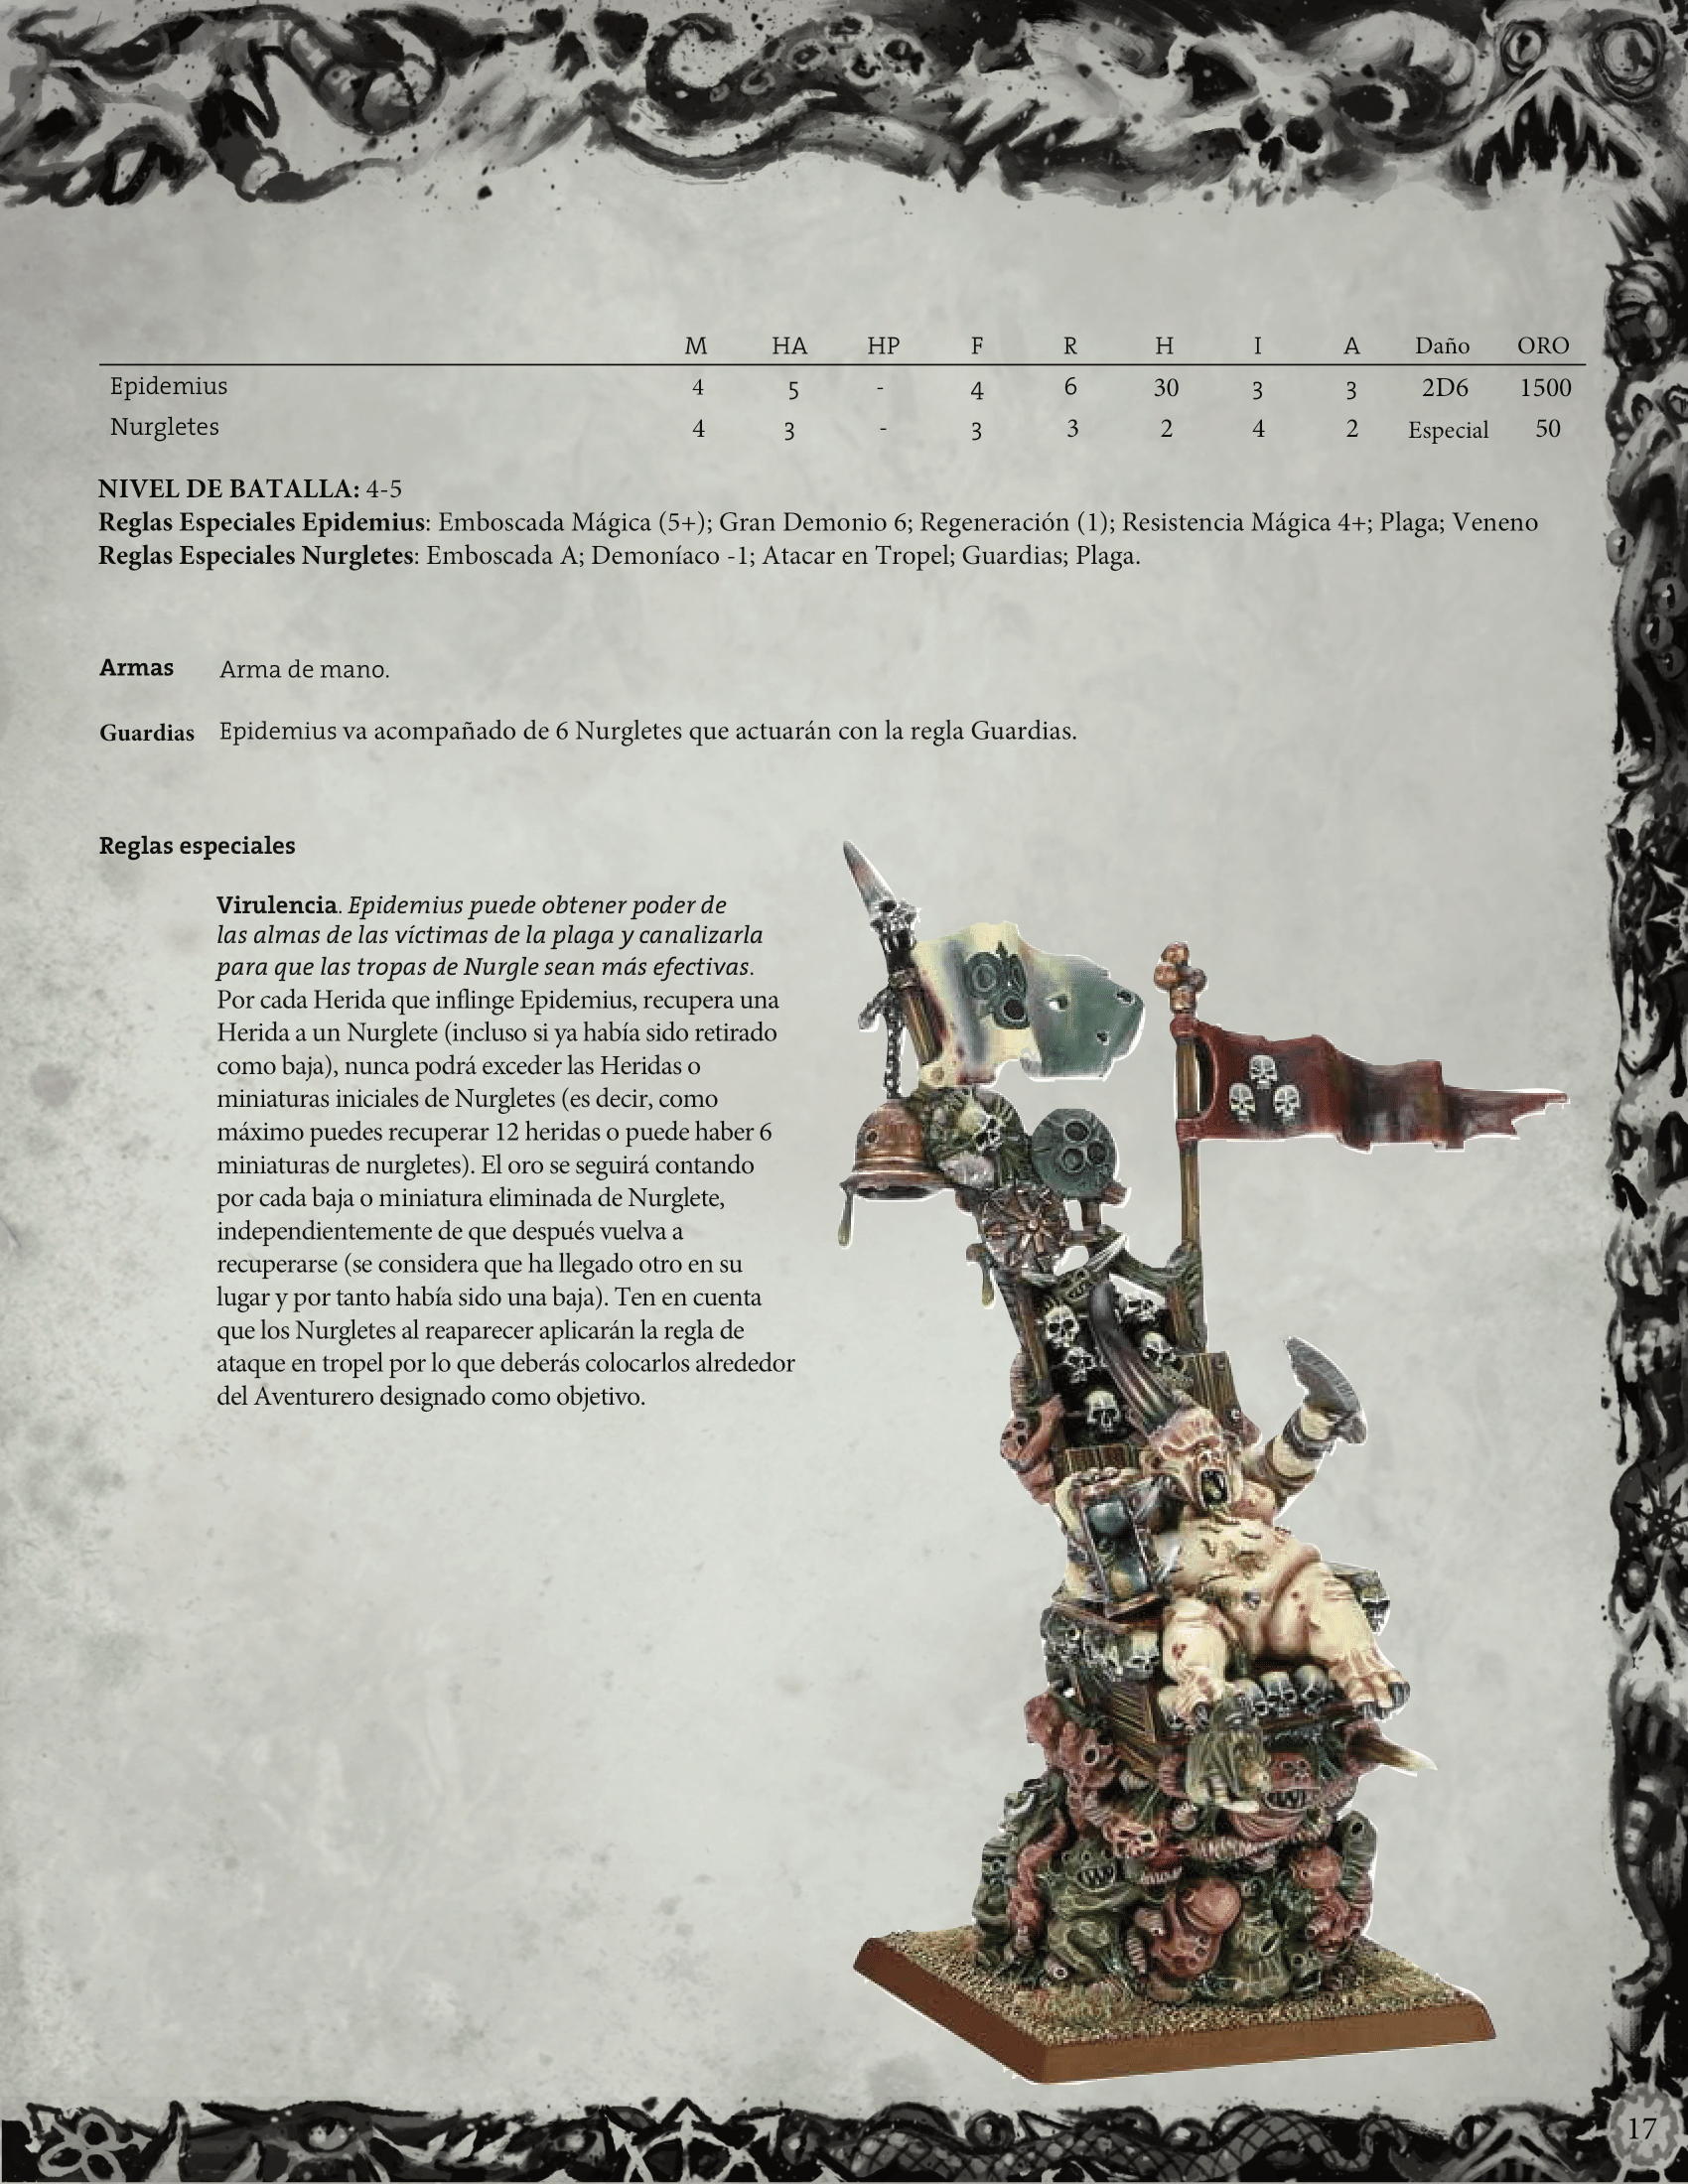 M HA HP F R H I A Daño ORO
Epidemius 4 5 - 4 6 30 3 3 2D6 1500
Nurgletes 4 3 - 3 3 2 4 2 Especial 50
NIVEL DE BATALLA: 4-5
Reglas Especiales Epidemius: Emboscada Mágica (5+); Gran Demonio 6; Regeneración (1); Resistencia Mágica 4+; Plaga; Veneno
Reglas Especiales Nurgletes: Emboscada A; Demoníaco -1; Atacar en Tropel; Guardias; Plaga.
Armas Arma de mano.
Guardias Epidemius va acompañado de 6 Nurgletes que actuarán con la regla Guardias.
Reglas especiales
Virulencia. Epidemius puede obtener poder de
las almas de las víctimas de la plaga y canalizarla
para que las tropas de Nurgle sean más efectivas.
Por cada Herida que inflinge Epidemius, recupera una
Herida a un Nurglete (incluso si ya había sido retirado
como baja), nunca podrá exceder las Heridas o
miniaturas iniciales de Nurgletes (es decir, como
máximo puedes recuperar 12 heridas o puede haber 6
miniaturas de nurgletes). El oro se seguirá contando
por cada baja o miniatura eliminada de Nurglete,
independientemente de que después vuelva a
recuperarse (se considera que ha llegado otro en su
lugar y por tanto había sido una baja). Ten en cuenta
que los Nurgletes al reaparecer aplicarán la regla de
ataque en tropel por lo que deberás colocarlos alrededor
del Aventurero designado como objetivo.
17